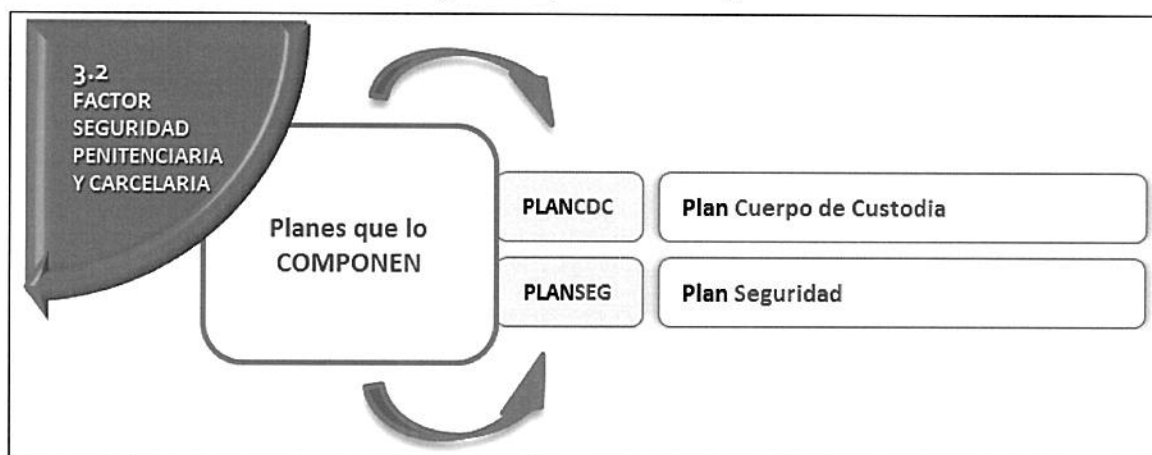 3.2
FACTOR
SEGURIDAD
PENITENCIARIA
Y CARCELARIA
Planes que lo
COMPONEN
PLANCDC
Plan Cuerpo de Custodia
PLANSEG
Plan Seguridad